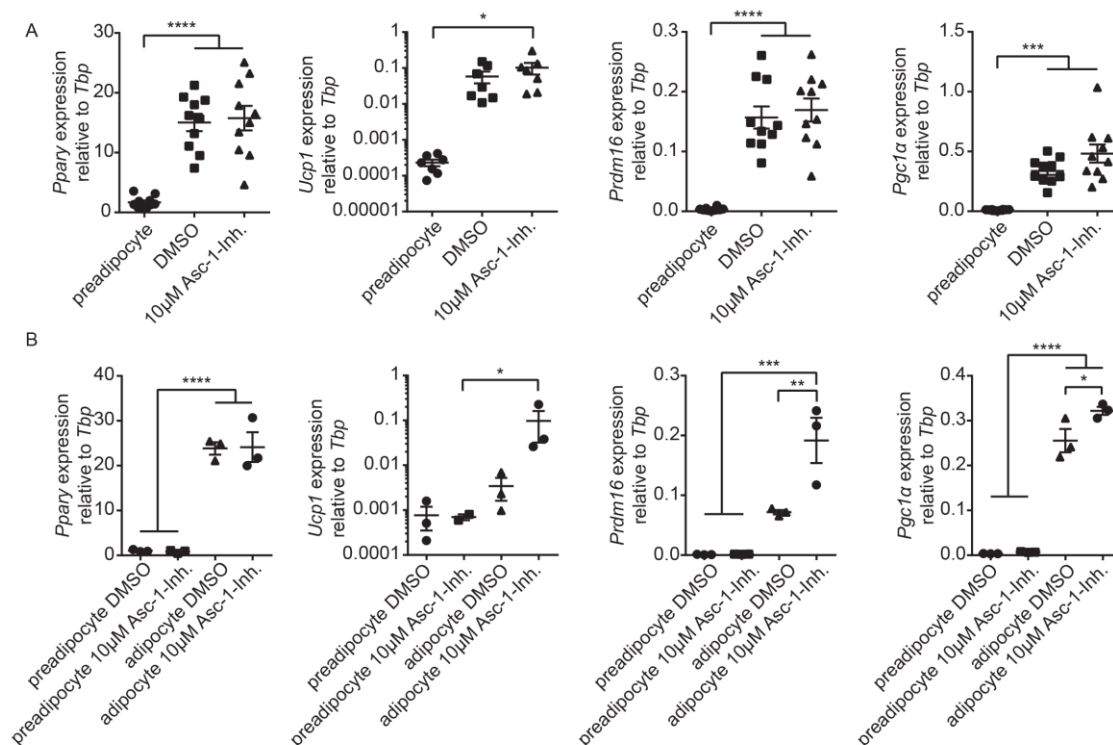 A
****
30
20
10
0
Pparγ expression
relative to Tbp
preadipocyte
DMSO
10µM Asc-1-Inh.
*
1
0.1
0.01
0.001
0.0001
0.00001
Ucp1 expression
relative to Tbp
preadipocyte
DMSO
10µM Asc-1-Inh.
****
0.3
0.2
0.1
0.0
Prdm16 expression
relative to Tbp
preadipocyte
DMSO
10µM Asc-1-Inh.
***
1.5
1.0
0.5
0.0
Pgc1α expression
relative to Tbp
preadipocyte
DMSO
10µM Asc-1-Inh.
B
****
40
30
20
10
0
Pparγ expression
relative to Tbp
preadipocyte DMSO
preadipocyte 10µM Asc-1-Inh.
adipocyte DMSO
adipocyte 10µM Asc-1-Inh.
*
1
0.1
0.01
0.001
0.0001
Ucp1 expression
relative to Tbp
preadipocyte DMSO
preadipocyte 10µM Asc-1-Inh.
adipocyte DMSO
adipocyte 10µM Asc-1-Inh.
***
**
0.3
0.2
0.1
0.0
Prdm16 expression
relative to Tbp
preadipocyte DMSO
preadipocyte 10µM Asc-1-Inh.
adipocyte DMSO
adipocyte 10µM Asc-1-Inh.
****
*
0.4
0.3
0.2
0.1
0.0
Pgc1α expression
relative to Tbp
preadipocyte DMSO
preadipocyte 10µM Asc-1-Inh.
adipocyte DMSO
adipocyte 10µM Asc-1-Inh.